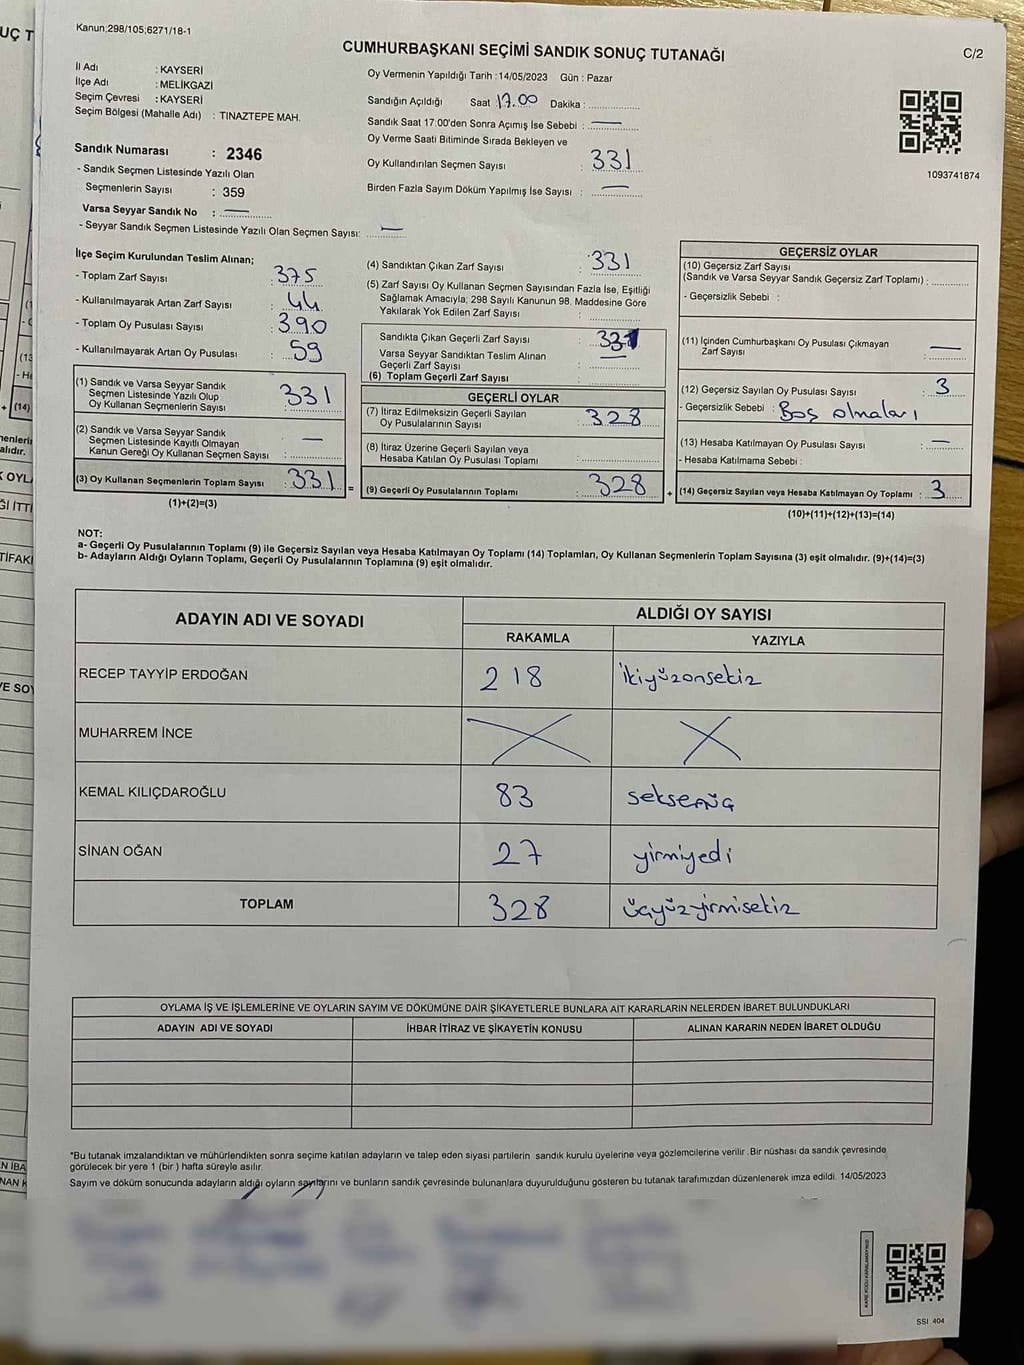 Kanun;298/105;6271/18-1
CUMHURBAŞKANI SEÇİMİ SANDIK SONUÇ TUTANAĞI
C/2
İl Adı : KAYSERİ
İlçe Adı : MELİKGAZİ
Seçim Çevresi : KAYSERİ
Seçim Bölgesi (Mahalle Adı) : TINAZTEPE MAH.
Sandık Numarası : 2346
- Sandık Seçmen Listesinde Yazılı Olan
Seçmenlerin Sayısı : 359
Varsa Seyyar Sandık No : —
- Seyyar Sandık Seçmen Listesinde Yazılı Olan Seçmen Sayısı: —
Oy Vermenin Yapıldığı Tarih :14/05/2023 Gün : Pazar
Sandığın Açıldığı Saat 17.00 Dakika :
Sandık Saat 17:00'den Sonra Açımış İse Sebebi : —
Oy Verme Saati Bitiminde Sırada Bekleyen ve
Oy Kullandırılan Seçmen Sayısı : 331
Birden Fazla Sayım Döküm Yapılmış İse Sayısı : —
1093741874
İlçe Seçim Kurulundan Teslim Alınan;
- Toplam Zarf Sayısı : 375
- Kullanılmayarak Artan Zarf Sayısı : 44
- Toplam Oy Pusulası Sayısı : 390
- Kullanılmayarak Artan Oy Pusulası : 59
(1) Sandık ve Varsa Seyyar Sandık
Seçmen Listesinde Yazılı Olup
Oy Kullanan Seçmenlerin Sayısı : 331
(2) Sandık ve Varsa Seyyar Sandık
Seçmen Listesinde Kayıtlı Olmayan
Kanun Gereği Oy Kullanan Seçmen Sayısı : —
(3) Oy Kullanan Seçmenlerin Toplam Sayısı : 331 =
(1)+(2)=(3)
(4) Sandıktan Çıkan Zarf Sayısı : 331
(5) Zarf Sayısı Oy Kullanan Seçmen Sayısından Fazla İse, Eşitliği
Sağlamak Amacıyla; 298 Sayılı Kanunun 98. Maddesine Göre
Yakılarak Yok Edilen Zarf Sayısı :
Sandıkta Çıkan Geçerli Zarf Sayısı : 331
Varsa Seyyar Sandıktan Teslim Alınan
Geçerli Zarf Sayısı : —
(6) Toplam Geçerli Zarf Sayısı :
GEÇERLİ OYLAR
(7) İtiraz Edilmeksizin Geçerli Sayılan
Oy Pusulalarının Sayısı : 328
(8) İtiraz Üzerine Geçerli Sayılan veya
Hesaba Katılan Oy Pusulası Toplamı :
(9) Geçerli Oy Pusulalarının Toplamı : 328 +
GEÇERSİZ OYLAR
(10) Geçersiz Zarf Sayısı
(Sandık ve Varsa Seyyar Sandık Geçersiz Zarf Toplamı) :
- Geçersizlik Sebebi :
(11) İçinden Cumhurbaşkanı Oy Pusulası Çıkmayan
Zarf Sayısı : —
(12) Geçersiz Sayılan Oy Pusulası Sayısı : 3
- Geçersizlik Sebebi : Boş olmaları
(13) Hesaba Katılmayan Oy Pusulası Sayısı : —
- Hesaba Katılmama Sebebi :
(14) Geçersiz Sayılan veya Hesaba Katılmayan Oy Toplamı : 3
(10)+(11)+(12)+(13)=(14)
NOT:
a- Geçerli Oy Pusulalarının Toplamı (9) ile Geçersiz Sayılan veya Hesaba Katılmayan Oy Toplamı (14) Toplamları, Oy Kullanan Seçmenlerin Toplam Sayısına (3) eşit olmalıdır. (9)+(14)=(3)
b- Adayların Aldığı Oyların Toplamı, Geçerli Oy Pusulalarının Toplamına (9) eşit olmalıdır.
ADAYIN ADI VE SOYADI ALDIĞI OY SAYISI
RAKAMLA YAZIYLA
RECEP TAYYİP ERDOĞAN 218 ikiyüzonsekiz
MUHARREM İNCE X X
KEMAL KILIÇDAROĞLU 83 seksenüç
SİNAN OĞAN 27 yirmiyedi
TOPLAM 328 üçyüzyirmisekiz
OYLAMA İŞ VE İŞLEMLERİNE VE OYLARIN SAYIM VE DÖKÜMÜNE DAİR ŞİKAYETLERLE BUNLARA AİT KARARLARIN NELERDEN İBARET BULUNDUKLARI
ADAYIN ADI VE SOYADI İHBAR İTİRAZ VE ŞİKAYETİN KONUSU ALINAN KARARIN NEDEN İBARET OLDUĞU
*Bu tutanak imzalandıktan ve mühürlendikten sonra seçime katılan adayların ve talep eden siyasi partilerin sandık kurulu üyelerine veya gözlemcilerine verilir .Bir nüshası da sandık çevresinde
görülecek bir yere 1 (bir ) hafta süreyle asılır.
Sayım ve döküm sonucunda adayların aldığı oyların sayılarını ve bunların sandık çevresinde bulunanlara duyurulduğunu gösteren bu tutanak tarafımızdan düzenlenerek imza edildi. 14/05/2023
SSI 404